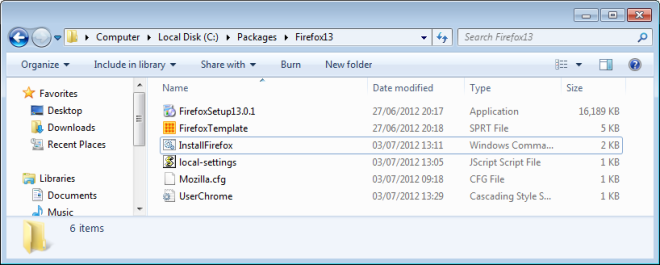 Computer Local Disk (C:) Packages Firefox13 Search Firefox13
Organize Include in library Share with Burn New folder
Favorites
Desktop
Downloads
Recent Places
Libraries
Documents
Music
Name Date modified Type Size
FirefoxSetup13.0.1 27/06/2012 20:17 Application 16,189 KB
FirefoxTemplate 27/06/2012 20:18 SPRT File 5 KB
InstallFirefox 03/07/2012 13:11 Windows Comma... 2 KB
local-settings 03/07/2012 13:05 JScript Script File 1 KB
Mozilla.cfg 03/07/2012 09:18 CFG File 1 KB
UserChrome 03/07/2012 13:29 Cascading Style S... 1 KB
6 items